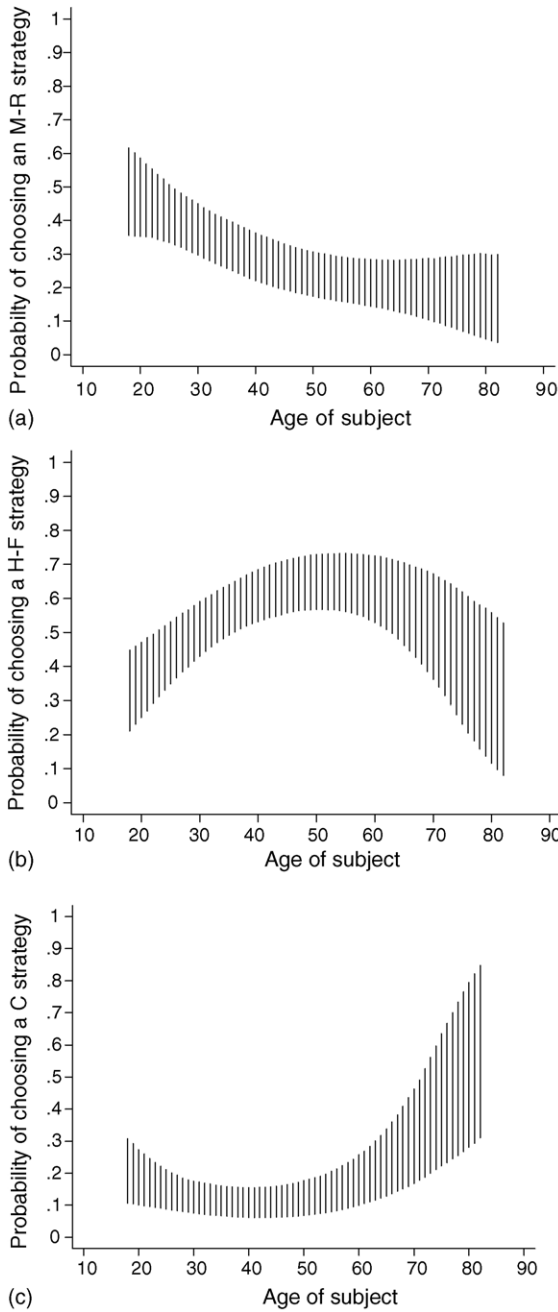 1
.9
.8
.7
.6
.5
.4
.3
.2
.1
0
Probabilty of choosing an M-R strategy
10 20 30 40 50 60 70 80 90
Age of subject
(a)
1
.9
.8
.7
.6
.5
.4
.3
.2
.1
0
Probability of choosing a H-F strategy
10 20 30 40 50 60 70 80 90
Age of subject
(b)
1
.9
.8
.7
.6
.5
.4
.3
.2
.1
0
Probability of choosing a C strategy
10 20 30 40 50 60 70 80 90
Age of subject
(c)